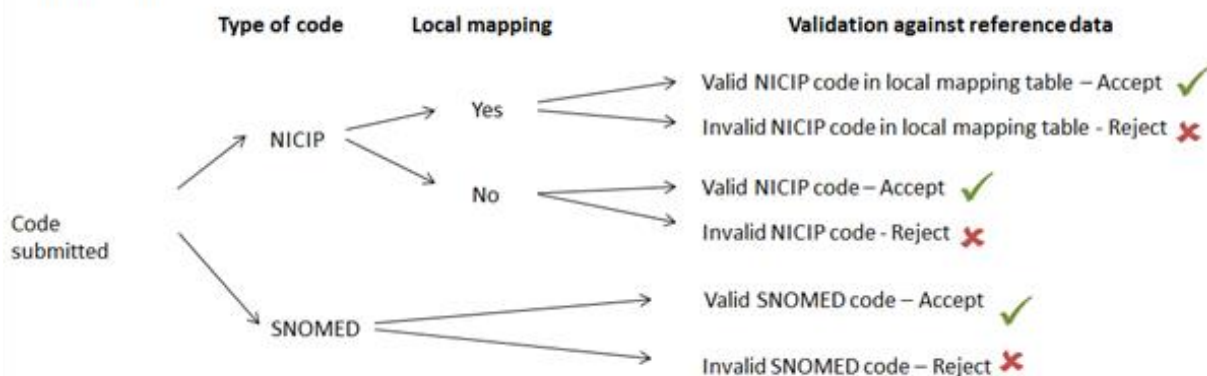 Type of code
Local mapping
Validation against reference data
Valid NICIP code in local mapping table – Accept
Yes
Invalid NICIP code in local mapping table - Reject
NICIP
Valid NICIP code – Accept
No
Invalid NICIP code - Reject
Code
submitted
Valid SNOMED code – Accept
SNOMED
Invalid SNOMED code – Reject